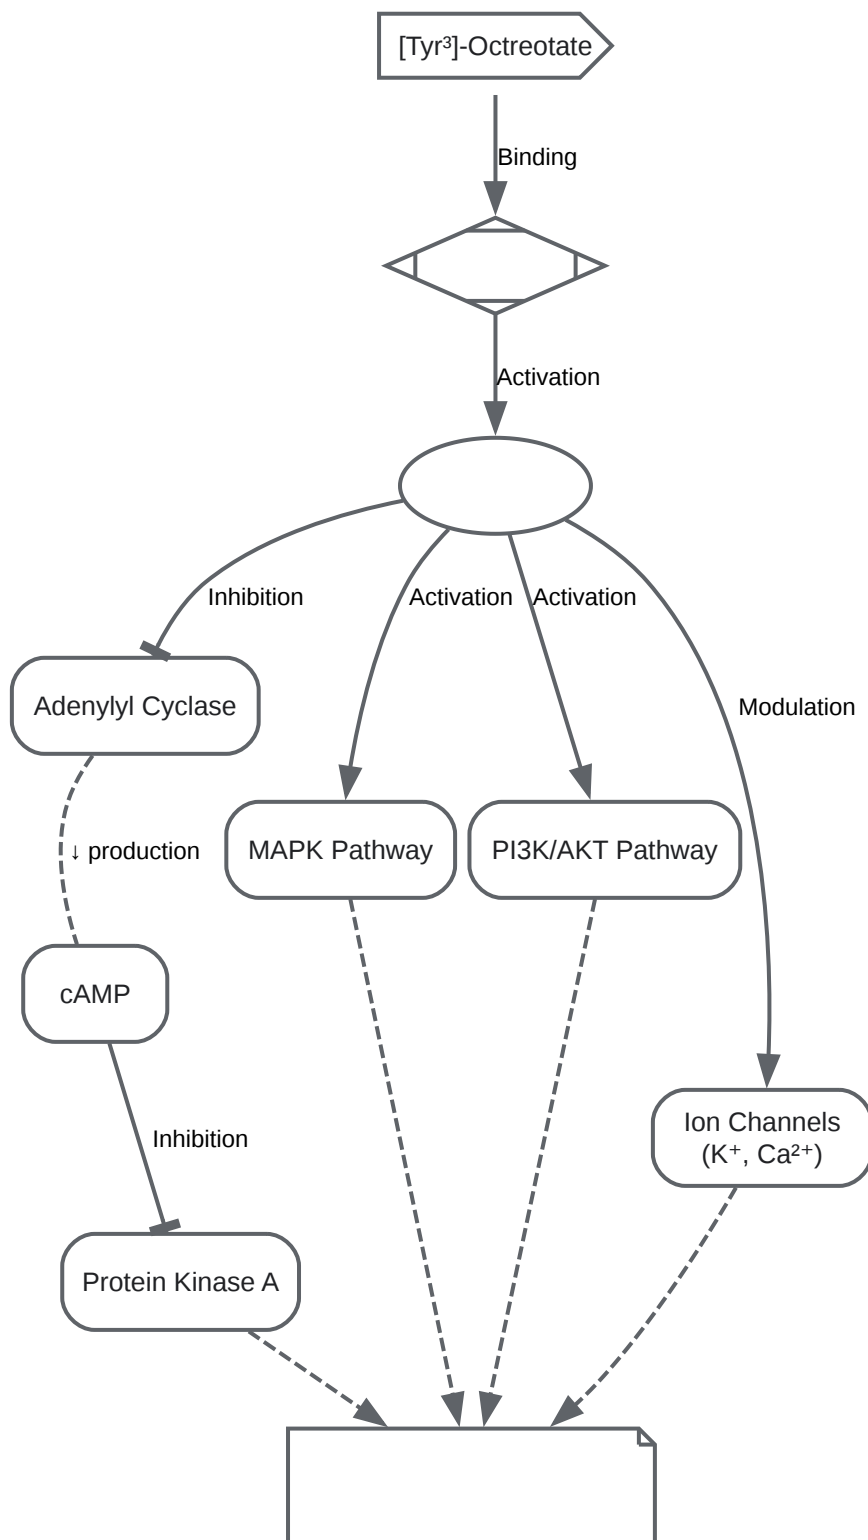 [Tyr³]-Octreotate
Binding
Activation
Inhibition
Activation
Activation
Adenylyl Cyclase
Modulation
↓ production
MAPK Pathway
PI3K/AKT Pathway
cAMP
Inhibition
Ion Channels
(K⁺, Ca²⁺)
Protein Kinase A